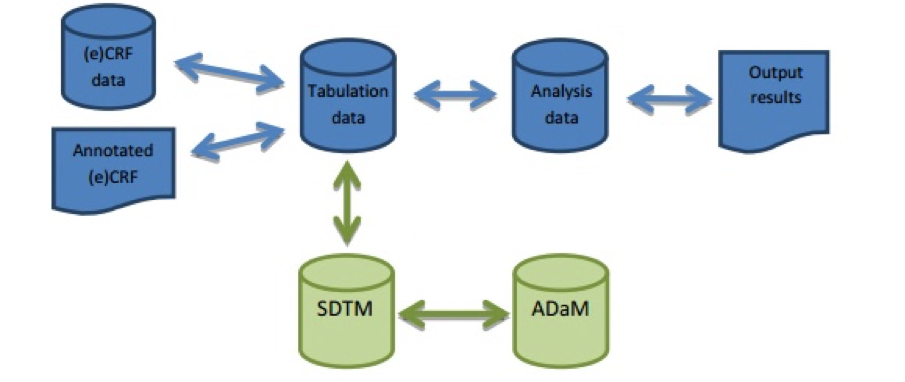 (e)CRF
data
Tabulation
data
Analysis
data
Output
results
Annotated
(e)CRF
SDTM
ADaM